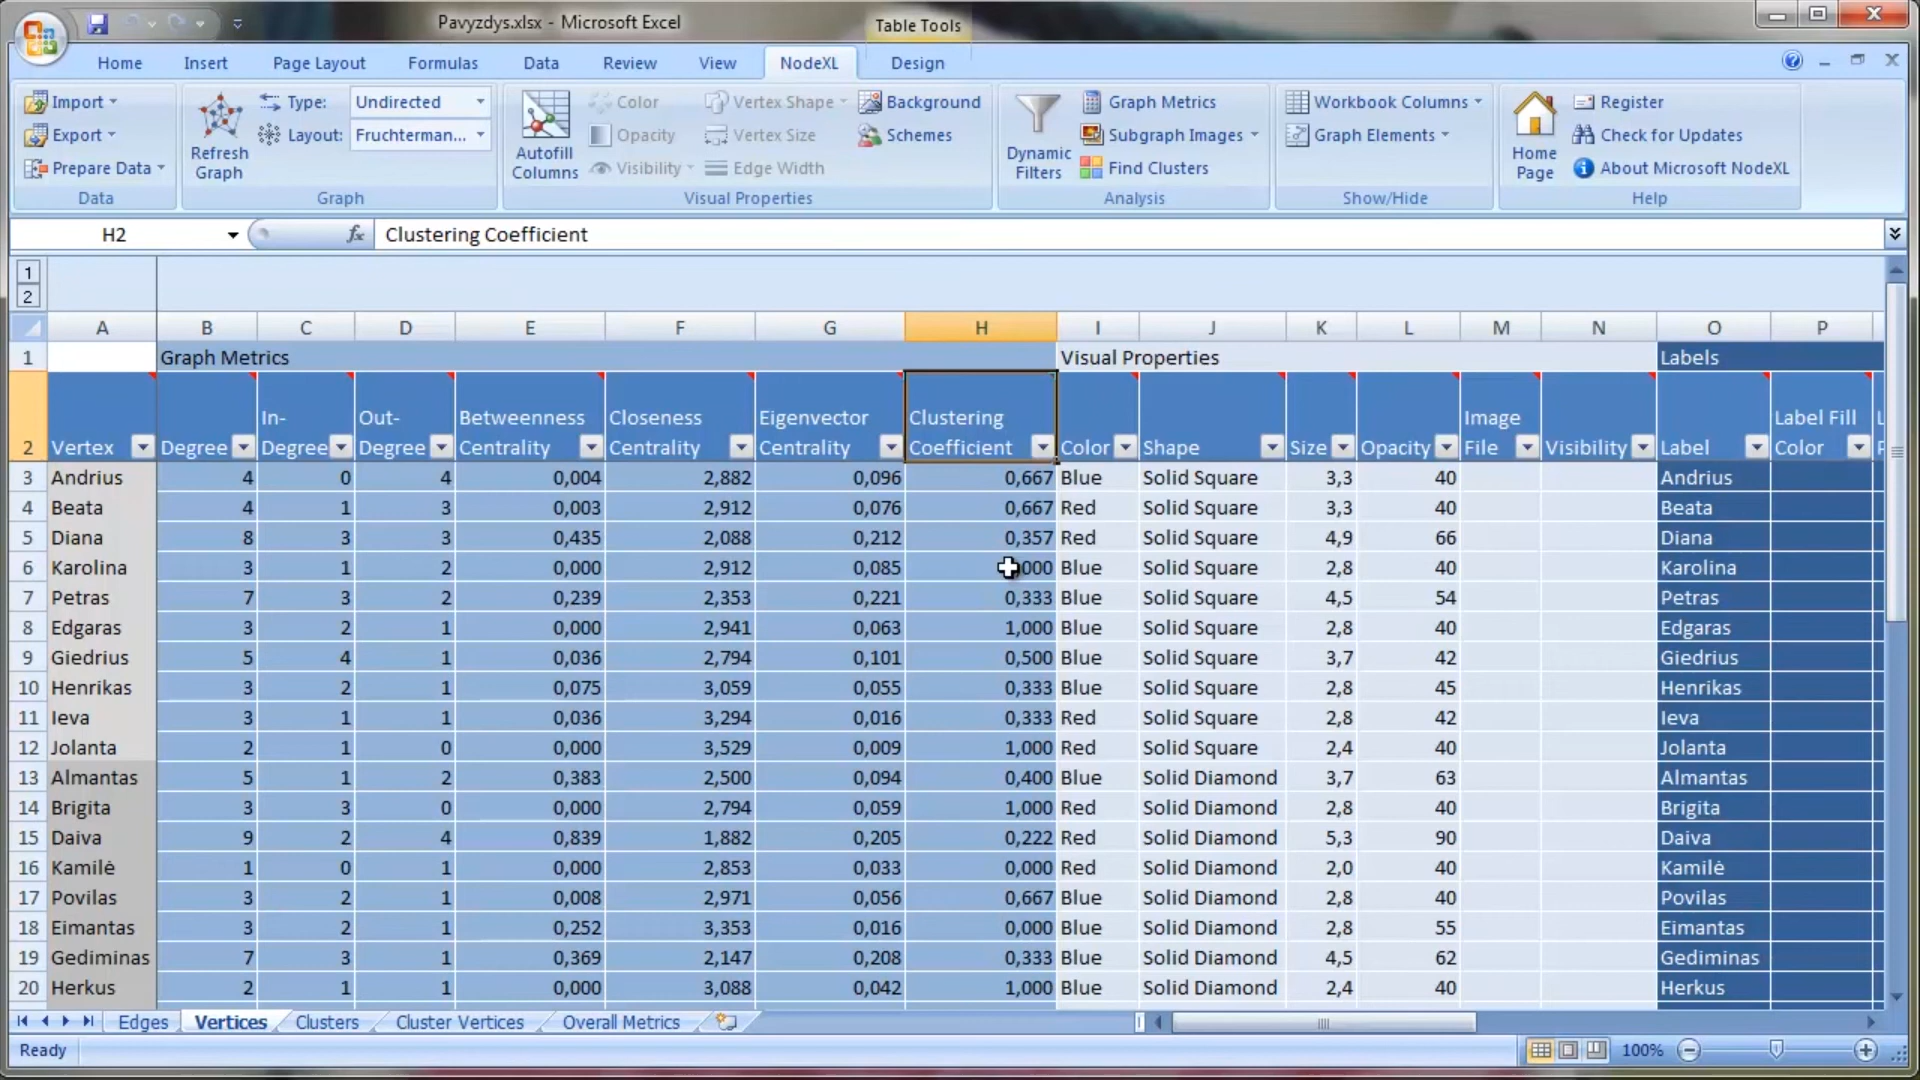 Pavyzdys.xlsx - Microsoft Excel
Table Tools
Home Insert Page Layout Formulas Data Review View NodeXL Design
Import Type: Undirected Color Vertex Shape Background Graph Metrics Workbook Columns Register
Export Layout: Fruchterman... Opacity Vertex Size Schemes Subgraph Images Graph Elements Check for Updates
Prepare Data Refresh Graph Autofill Columns Visibility Edge Width Dynamic Filters Find Clusters Home Page About Microsoft NodeXL
Data Graph Visual Properties Analysis Show/Hide Help
H2 fx Clustering Coefficient
1
2
A B C D E F G H I J K L M N O P
1 Graph Metrics Visual Properties Labels
2 Vertex Degree In-Degree Out-Degree Betweenness Centrality Closeness Centrality Eigenvector Centrality Clustering Coefficient Color Shape Size Opacity Image File Visibility Label Label Fill Color
3 Andrius 4 0 4 0,004 2,882 0,096 0,667 Blue Solid Square 3,3 40 Andrius
4 Beata 4 1 3 0,003 2,912 0,076 0,667 Red Solid Square 3,3 40 Beata
5 Diana 8 3 3 0,435 2,088 0,212 0,357 Red Solid Square 4,9 66 Diana
6 Karolina 3 1 2 0,000 2,912 0,085 000 Blue Solid Square 2,8 40 Karolina
7 Petras 7 3 2 0,239 2,353 0,221 0,333 Blue Solid Square 4,5 54 Petras
8 Edgaras 3 2 1 0,000 2,941 0,063 1,000 Blue Solid Square 2,8 40 Edgaras
9 Giedrius 5 4 1 0,036 2,794 0,101 0,500 Blue Solid Square 3,7 42 Giedrius
10 Henrikas 3 2 1 0,075 3,059 0,055 0,333 Blue Solid Square 2,8 45 Henrikas
11 Ieva 3 1 1 0,036 3,294 0,016 0,333 Red Solid Square 2,8 42 Ieva
12 Jolanta 2 1 0 0,000 3,529 0,009 1,000 Red Solid Square 2,4 40 Jolanta
13 Almantas 5 1 2 0,383 2,500 0,094 0,400 Blue Solid Diamond 3,7 63 Almantas
14 Brigita 3 3 0 0,000 2,794 0,059 1,000 Red Solid Diamond 2,8 40 Brigita
15 Daiva 9 2 4 0,839 1,882 0,205 0,222 Red Solid Diamond 5,3 90 Daiva
16 Kamilė 1 0 1 0,000 2,853 0,033 0,000 Red Solid Diamond 2,0 40 Kamilė
17 Povilas 3 2 1 0,008 2,971 0,056 0,667 Blue Solid Diamond 2,8 40 Povilas
18 Eimantas 3 2 1 0,252 3,353 0,016 0,000 Blue Solid Diamond 2,8 55 Eimantas
19 Gediminas 7 3 1 0,369 2,147 0,208 0,333 Blue Solid Diamond 4,5 62 Gediminas
20 Herkus 2 1 1 0,000 3,088 0,042 1,000 Blue Solid Diamond 2,4 40 Herkus
Edges Vertices Clusters Cluster Vertices Overall Metrics
Ready 100%